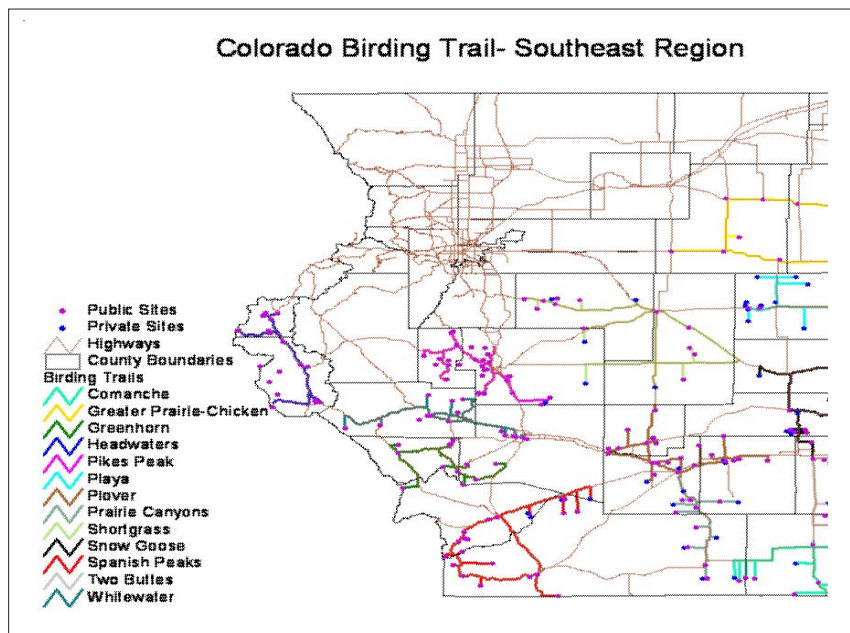 Colorado Birding Trail- Southeast Region
Public Sites
Private Sites
Highways
County Boundaries
Birding Trails
Comanche
Greater Prairie-Chicken
Greenhorn
Headwaters
Pikes Peak
Playa
Plover
Prairie Canyons
Shortgrass
Snow Goose
Spanish Peaks
Two Buttes
Whitewater